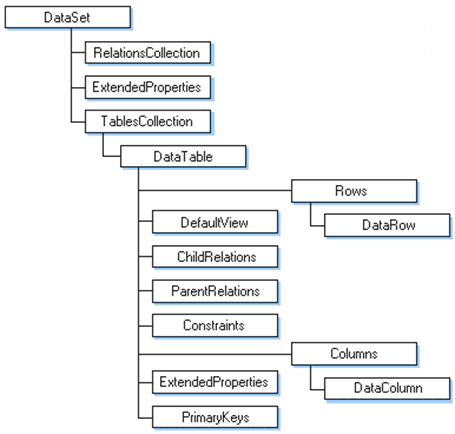 DataSet
RelationsCollection
ExtendedProperties
TablesCollection
DataTable
Rows
DataRow
DefaultView
ChildRelations
ParentRelations
Constraints
Columns
DataColumn
ExtendedProperties
PrimaryKeys